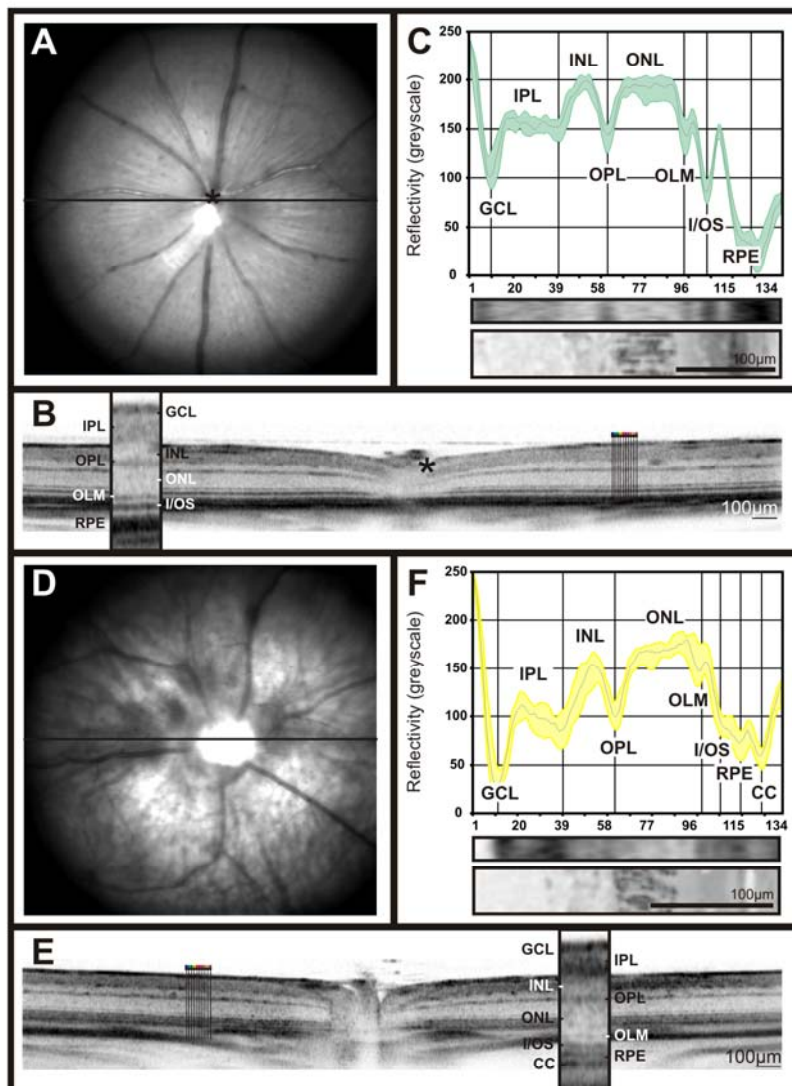 A
C
250
200
150
100
50
0
Reflectivity (greyscale)
INL ONL
IPL
OPL
OLM
GCL
I/OS
RPE
1 20 39 58 77 96 115 134
100µm
*
B
GCL
IPL
INL
OPL
ONL
OLM
I/OS
RPE
*
100µm
D
F
250
200
150
100
50
0
Reflectivity (greyscale)
ONL
INL
IPL
OLM
OPL
I/OS
RPE
GCL
CC
1 20 39 58 77 96 115 134
100µm
E
GCL
IPL
INL
OPL
ONL
OLM
I/OS
RPE
CC
100µm